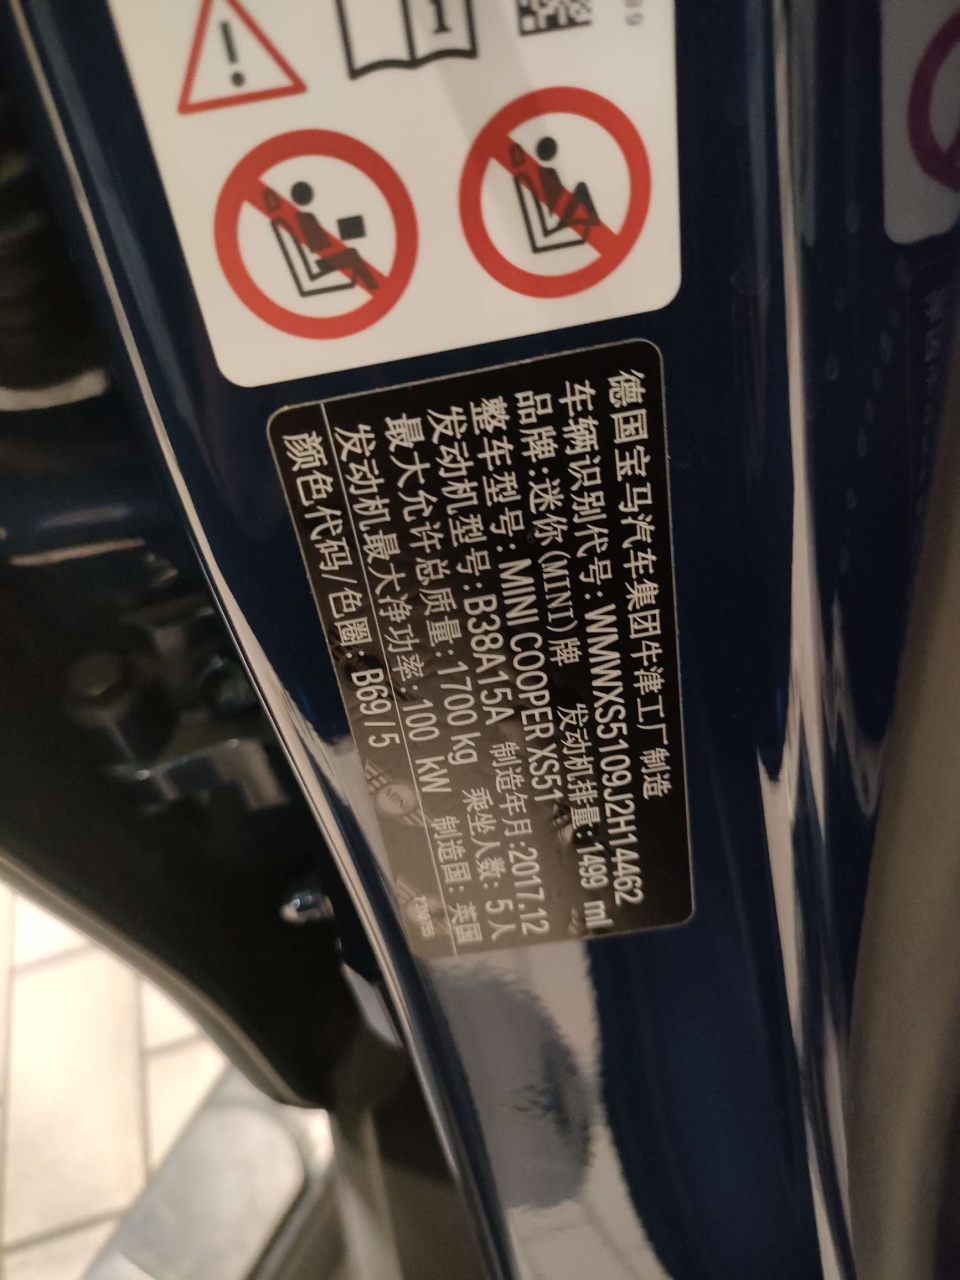 德国宝马汽车集团牛津工厂制造
车辆识别代号: WMWXS5109J2H14462
品牌:迷你(MINI)牌 发动机排量: 1499 ml
整车型号: MINI COOPER XS51
发动机型号:B38A15A 制造年月:2017.12
最大允许总质量:1700 kg 乘坐人数: 5人
发动机最大净功率:100 kW 制造国: 英国
颜色代码/色圈:B69/5
MINI